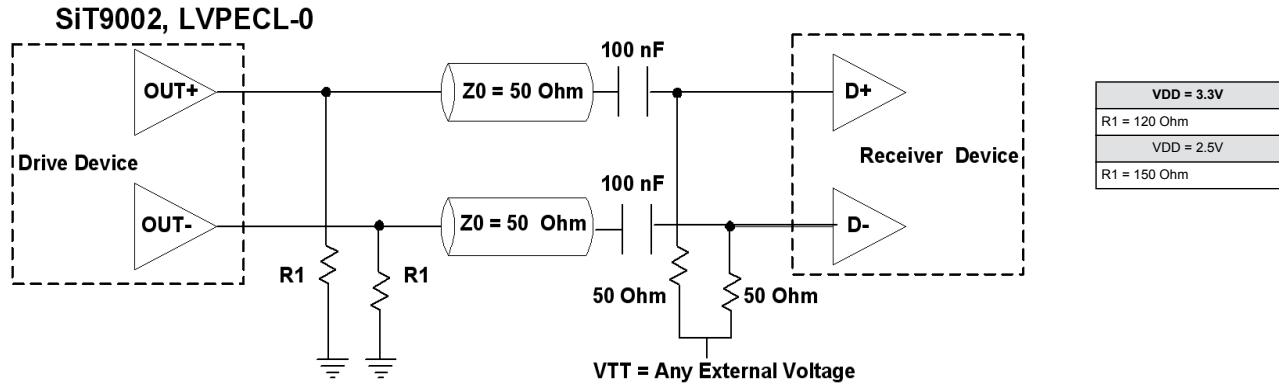 SiT9002, LVPECL-0
100 nF
OUT+
Z0 = 50 Ohm
D+
Drive Device
Receiver Device
100 nF
OUT-
Z0 = 50 Ohm
D-
R1
R1
50 Ohm
50 Ohm
VTT = Any External Voltage
VDD = 3.3V
R1 = 120 Ohm
VDD = 2.5V
R1 = 150 Ohm